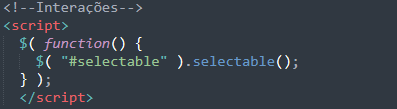 <!--Interações-->
<script>
$( function() {
$( "#selectable" ).selectable();
} );
</script>